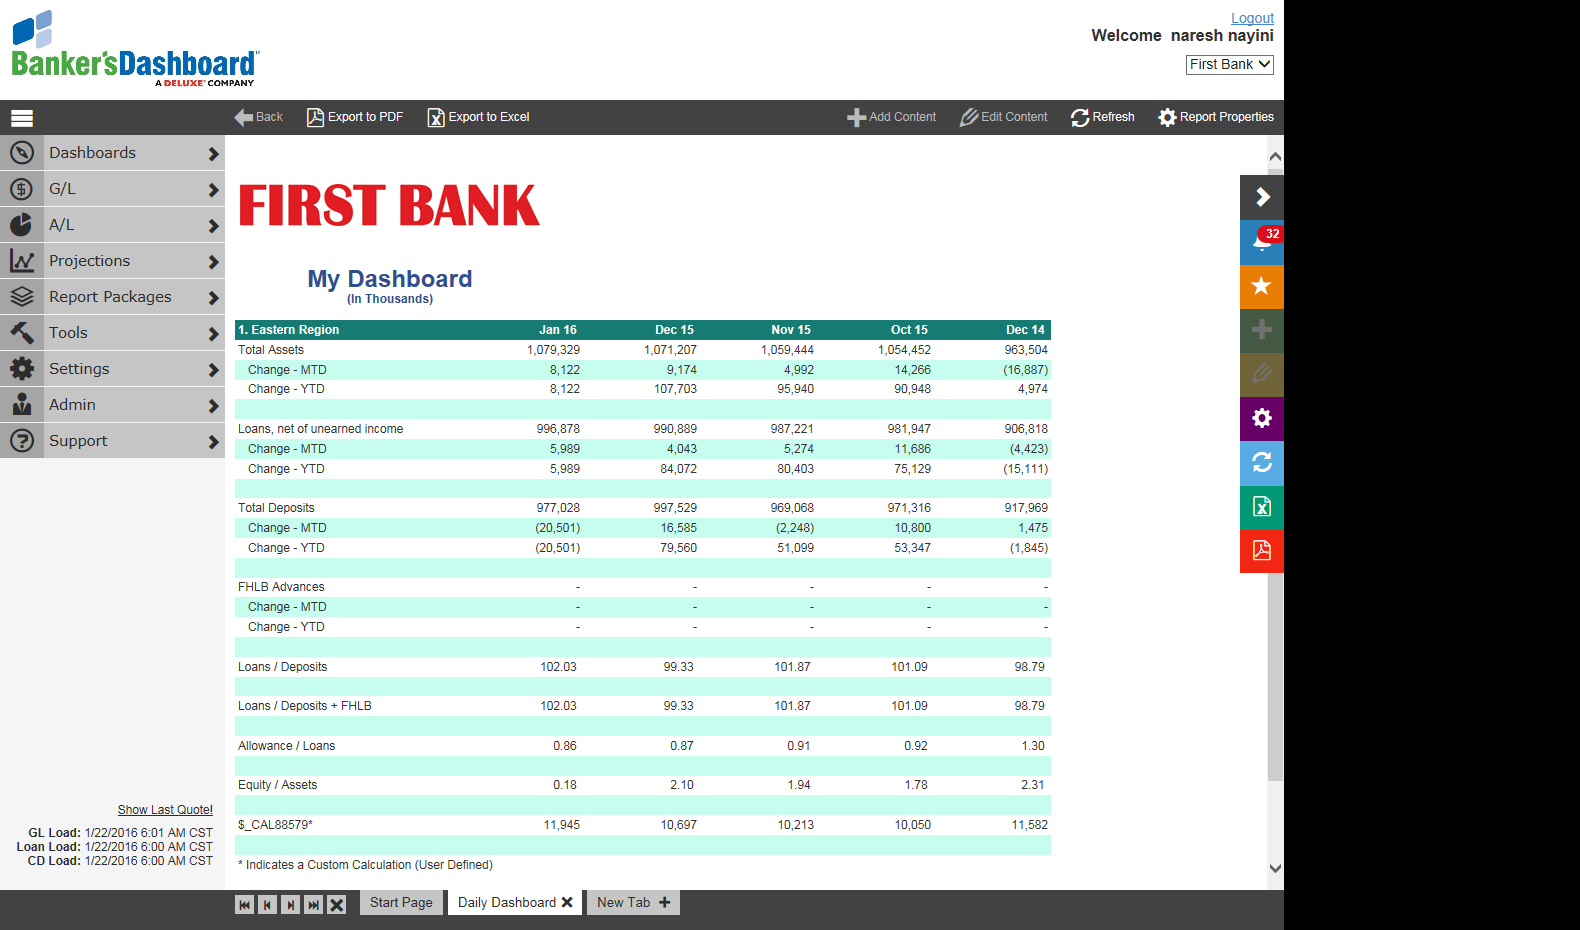 Logout
Welcome naresh nayini
First Bank
Banker'sDashboard™
A DELUXE® COMPANY
Back Export to PDF Export to Excel Add Content Edit Content Refresh Report Properties
Dashboards
G/L
A/L
Projections
Report Packages
Tools
Settings
Admin
Support
32
FIRST BANK
My Dashboard
(In Thousands)
1. Eastern Region Jan 16 Dec 15 Nov 15 Oct 15 Dec 14
Total Assets 1,079,329 1,071,207 1,059,444 1,054,452 963,504
Change - MTD 8,122 9,174 4,992 14,266 (16,887)
Change - YTD 8,122 107,703 95,940 90,948 4,974
Loans, net of unearned income 996,878 990,889 987,221 981,947 906,818
Change - MTD 5,989 4,043 5,274 11,686 (4,423)
Change - YTD 5,989 84,072 80,403 75,129 (15,111)
Total Deposits 977,028 997,529 969,068 971,316 917,969
Change - MTD (20,501) 16,585 (2,248) 10,800 1,475
Change - YTD (20,501) 79,560 51,099 53,347 (1,845)
FHLB Advances - - - - -
Change - MTD - - - - -
Change - YTD - - - - -
Loans / Deposits 102.03 99.33 101.87 101.09 98.79
Loans / Deposits + FHLB 102.03 99.33 101.87 101.09 98.79
Allowance / Loans 0.86 0.87 0.91 0.92 1.30
Equity / Assets 0.18 2.10 1.94 1.78 2.31
$_CAL88579* 11,945 10,697 10,213 10,050 11,582
* Indicates a Custom Calculation (User Defined)
Show Last Quote!
GL Load: 1/22/2016 6:01 AM CST
Loan Load: 1/22/2016 6:00 AM CST
CD Load: 1/22/2016 6:00 AM CST
Start Page Daily Dashboard New Tab